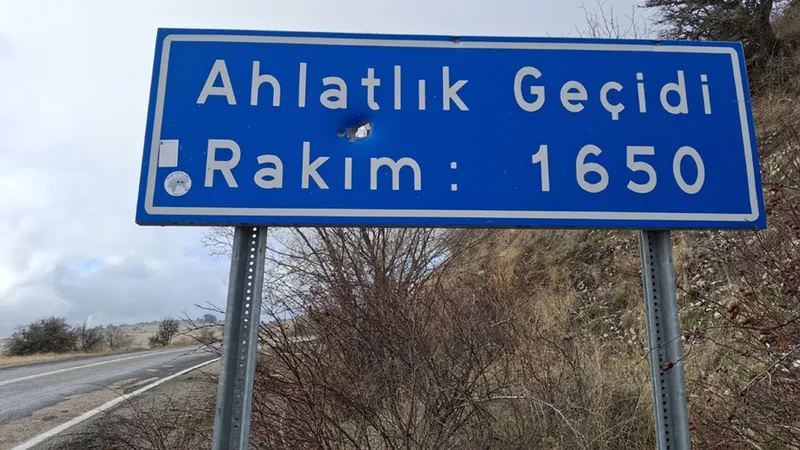 Ahlatlık Geçidi
Rakım : 1650